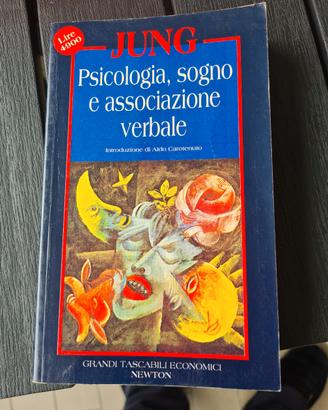 Lire
4900
JUNG
Psicologia, sogno
e associazione
verbale
Introduzione di Aldo Carotenuto
GRANDI TASCABILI ECONOMICI
NEWTON